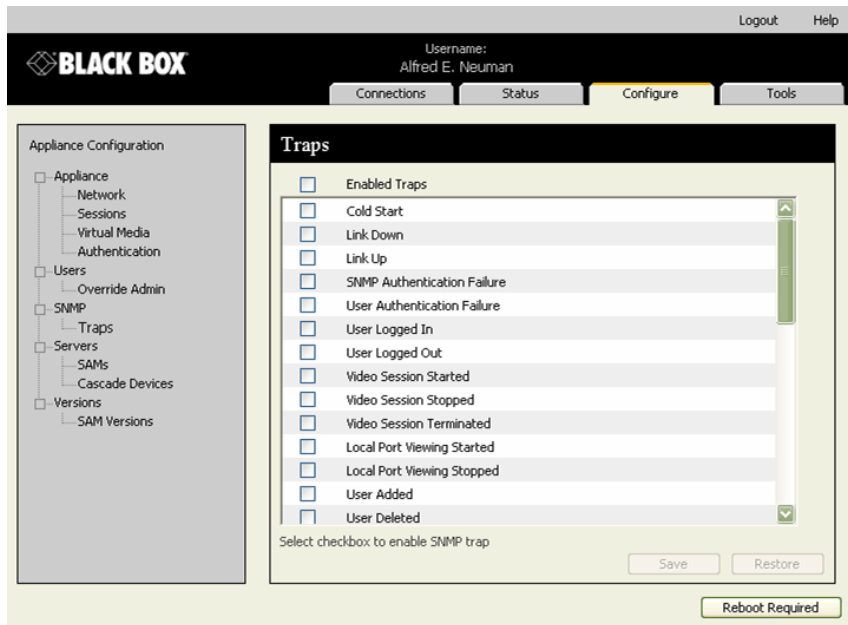 Logout Help
BLACK BOX
Username:
Alfred E. Neuman
Connections Status Configure Tools
Appliance Configuration
Appliance
Network
Sessions
Virtual Media
Authentication
Users
Override Admin
SNMP
Traps
Servers
SAMs
Cascade Devices
Versions
SAM Versions
Traps
Enabled Traps
Cold Start
Link Down
Link Up
SNMP Authentication Failure
User Authentication Failure
User Logged In
User Logged Out
Video Session Started
Video Session Stopped
Video Session Terminated
Local Port Viewing Started
Local Port Viewing Stopped
User Added
User Deleted
Select checkbox to enable SNMP trap
Save Restore
Reboot Required